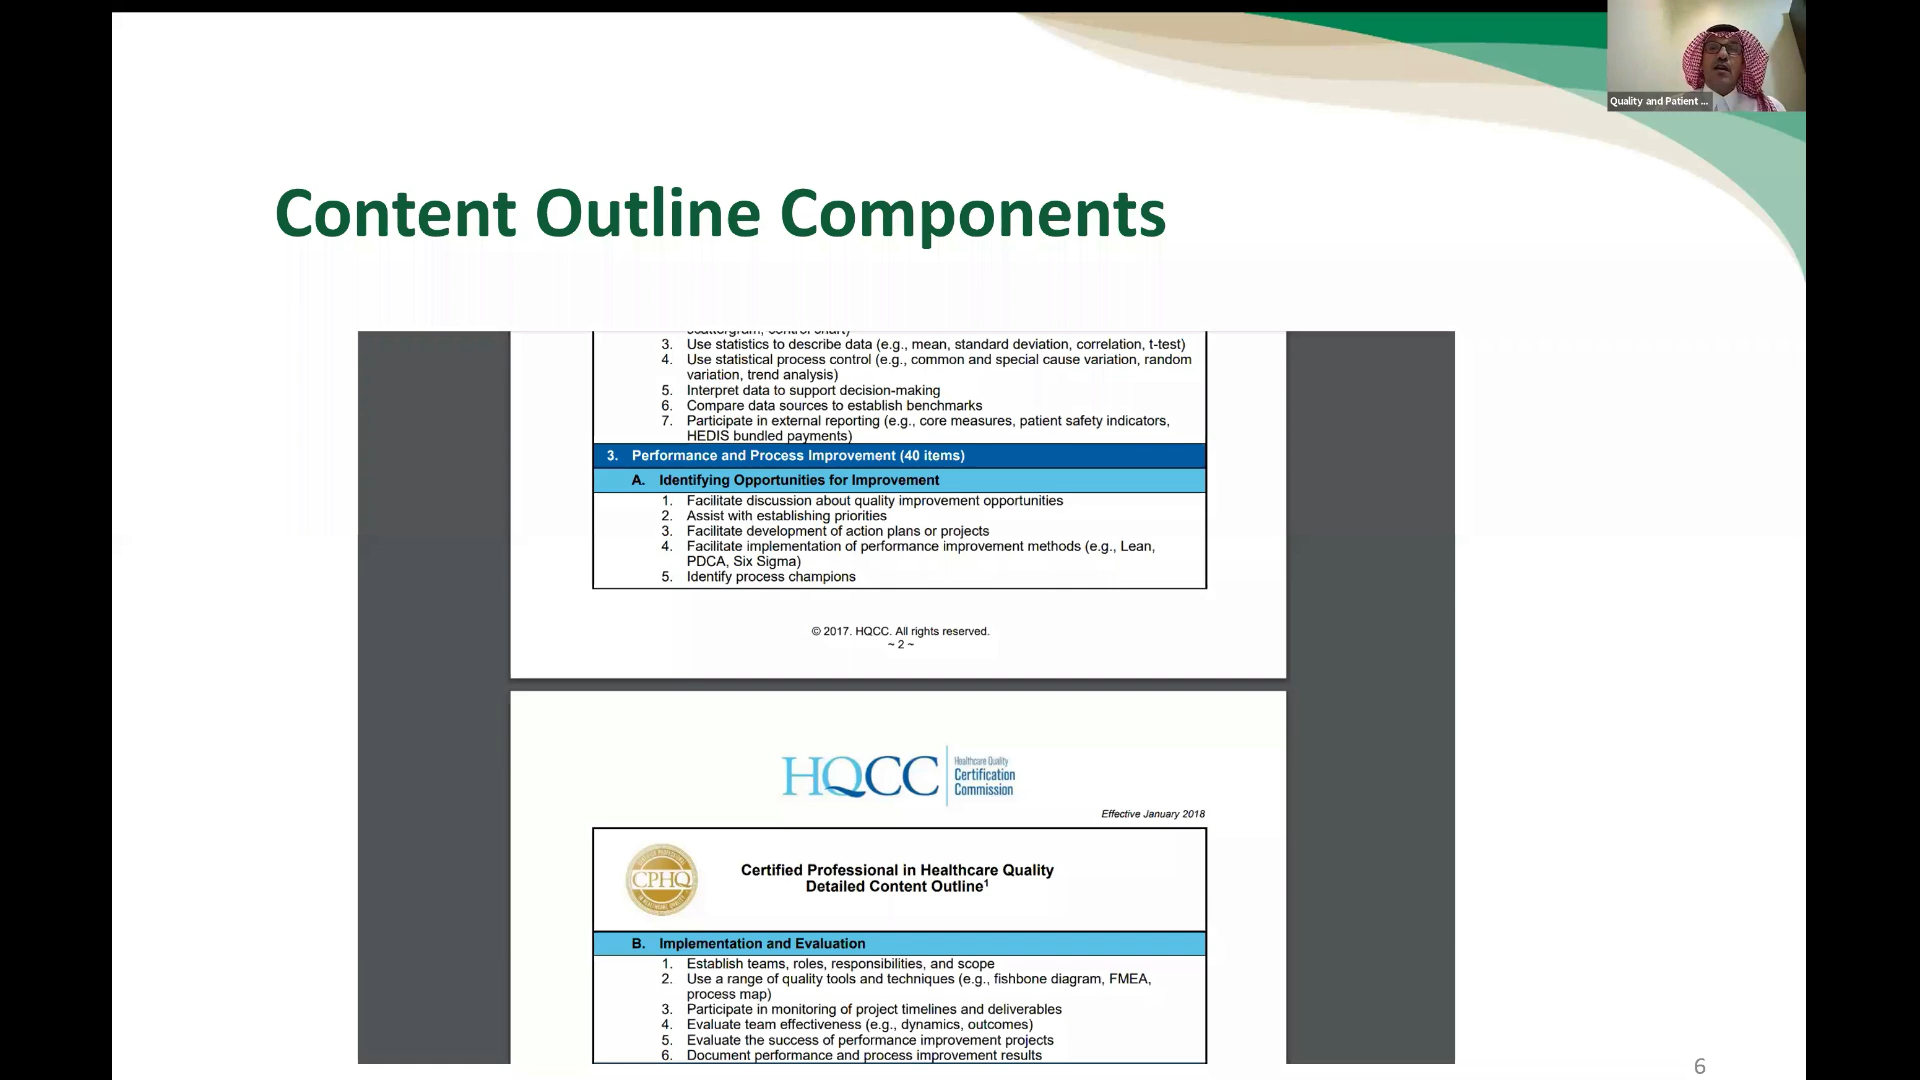 Quality and Patient ...
Content Outline Components
scattergram, control chart)
3. Use statistics to describe data (e.g., mean, standard deviation, correlation, t-test)
4. Use statistical process control (e.g., common and special cause variation, random
variation, trend analysis)
5. Interpret data to support decision-making
6. Compare data sources to establish benchmarks
7. Participate in external reporting (e.g., core measures, patient safety indicators,
HEDIS bundled payments)
3. Performance and Process Improvement (40 items)
A. Identifying Opportunities for Improvement
1. Facilitate discussion about quality improvement opportunities
2. Assist with establishing priorities
3. Facilitate development of action plans or projects
4. Facilitate implementation of performance improvement methods (e.g., Lean,
PDCA, Six Sigma)
5. Identify process champions
© 2017. HQCC. All rights reserved.
~ 2 ~
HQCC
Healthcare Quality
Certification
Commission
Effective January 2018
CPHQ
Certified Professional in Healthcare Quality
Detailed Content Outline¹
B. Implementation and Evaluation
1. Establish teams, roles, responsibilities, and scope
2. Use a range of quality tools and techniques (e.g., fishbone diagram, FMEA,
process map)
3. Participate in monitoring of project timelines and deliverables
4. Evaluate team effectiveness (e.g., dynamics, outcomes)
5. Evaluate the success of performance improvement projects
6. Document performance and process improvement results
6